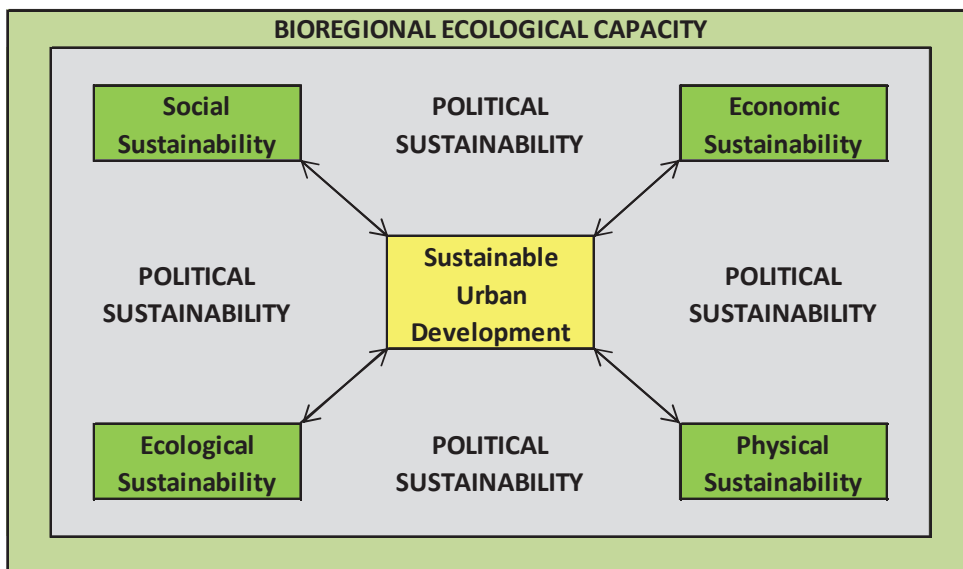 BIOREGIONAL ECOLOGICAL CAPACITY
Social
Sustainability
POLITICAL
SUSTAINABILITY
Economic
Sustainability
POLITICAL
SUSTAINABILITY
Sustainable
Urban
Development
POLITICAL
SUSTAINABILITY
Ecological
Sustainability
POLITICAL
SUSTAINABILITY
Physical
Sustainability